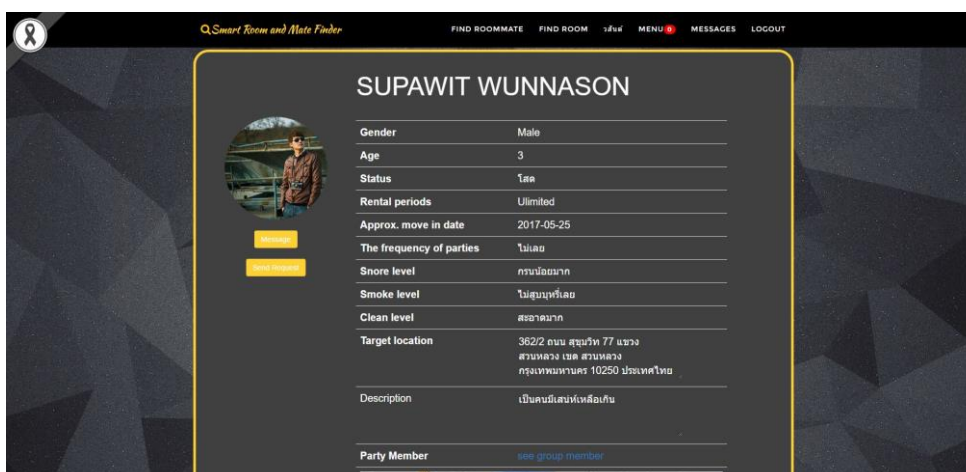 Smart Room and Mate Finder
FIND ROOMMATE FIND ROOM วสันต์ MENU 0 MESSAGES LOGOUT
SUPAWIT WUNNASON
Gender Male
Age 3
Status โสด
Rental periods Ulimited
Approx. move in date 2017-05-25
The frequency of parties ไม่เลย
Snore level กรนน้อยมาก
Smoke level ไม่สูบบุหรี่เลย
Clean level สะอาดมาก
Target location 362/2 ถนน สุขุมวิท 77 แขวง
สวนหลวง เขต สวนหลวง
กรุงเทพมหานคร 10250 ประเทศไทย
Description เป็นคนมีเสน่ห์เหลือเกิน
Party Member see group member
Message
Send Request